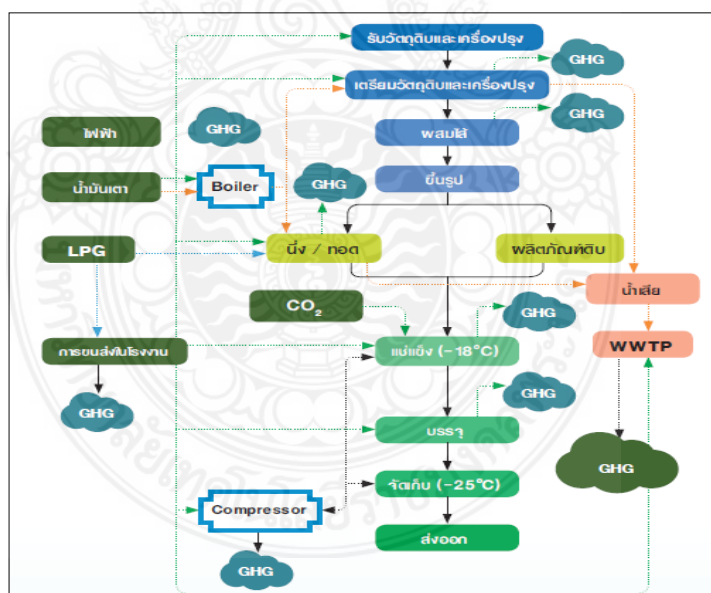 รับวัตถุดิบและเครื่องปรุง
GHG
เตรียมวัตถุดิบและเครื่องปรุง
GHG
GHG
ไฟฟ้า
ผสมไส้
น้ำมันเตา
Boiler
GHG
ขึ้นรูป
LPG
นึ่ง / ทอด
ผลิตภัณฑ์ดิบ
น้ำเสีย
CO₂
GHG
การขนส่งในโรงงาน
แช่แข็ง (-18°C)
WWTP
GHG
GHG
บรรจุ
GHG
จัดเก็บ (-25°C)
Compressor
ส่งออก
GHG